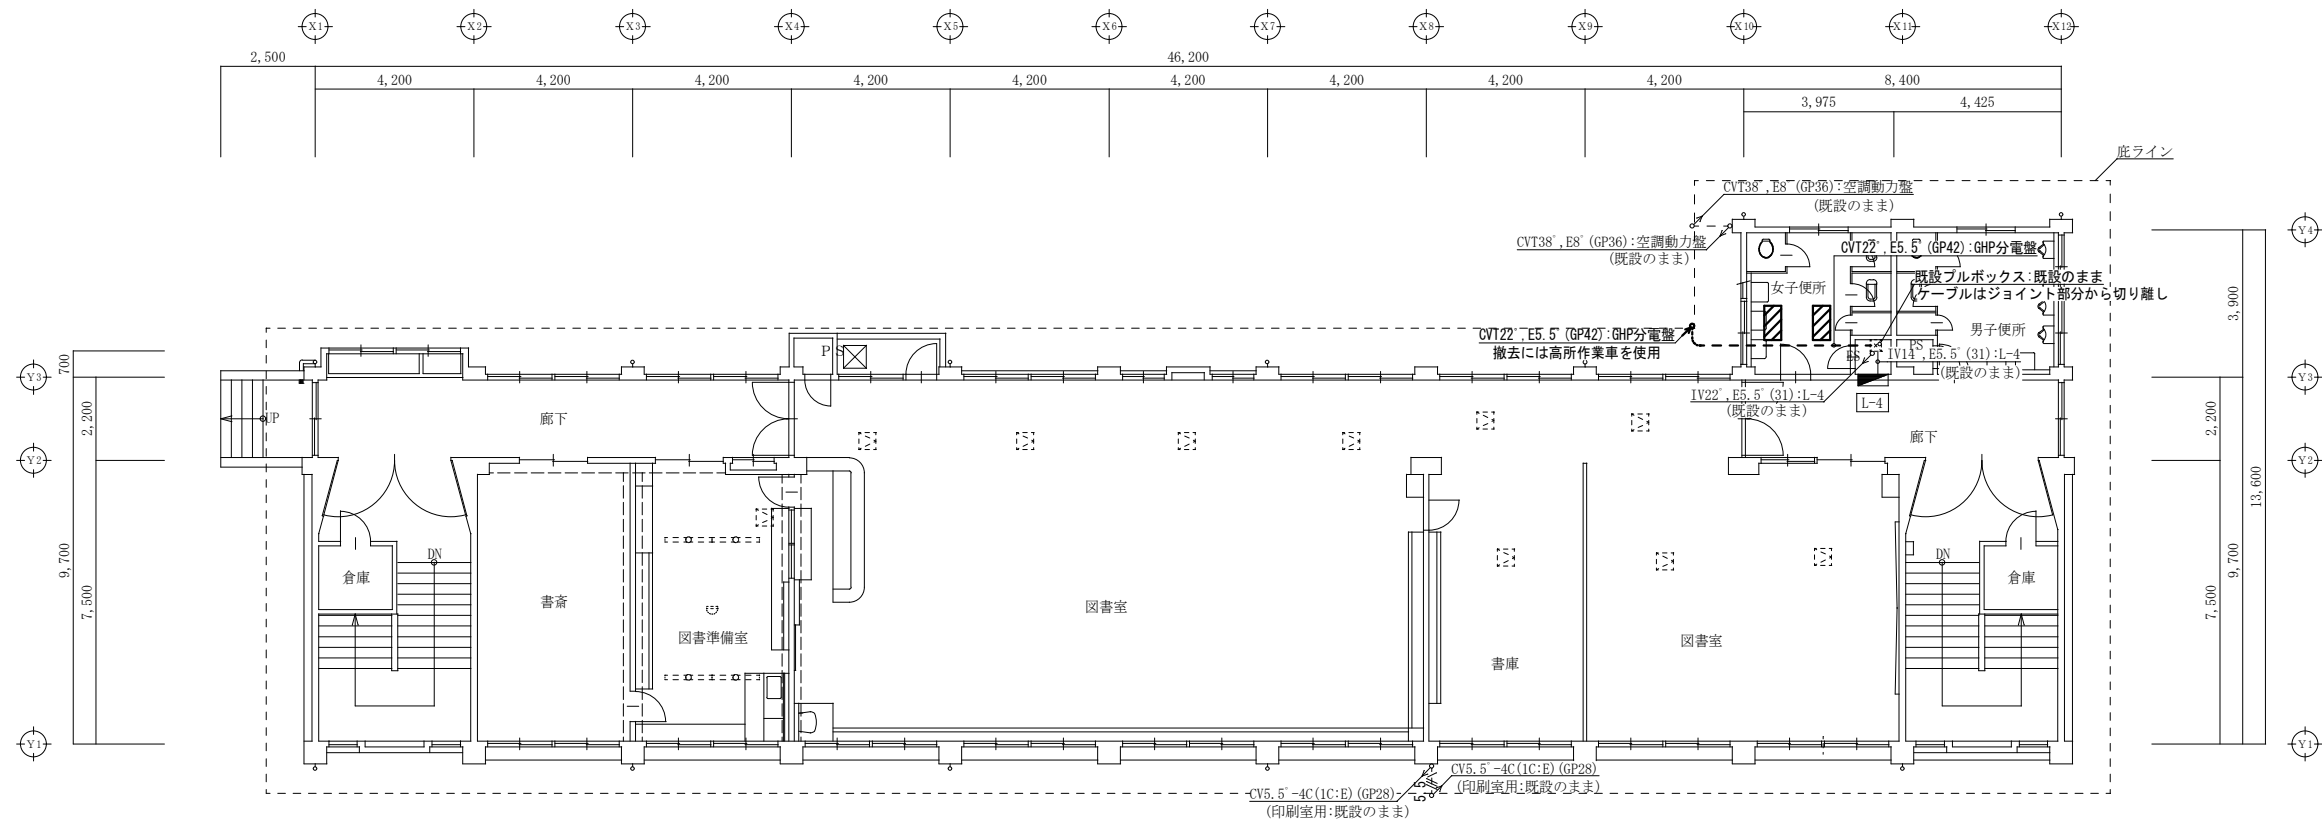 X1 X2 X3 X4 X5 X6 X7 X8 X9 X10 X11 X12
2,500 46,200
4,200 4,200 4,200 4,200 4,200 4,200 4,200 4,200 4,200 8,400
3,975 4,425
庇ライン
CVT38°,E8°(GP36):空調動力盤
(既設のまま)
Y4 Y4
CVT38°,E8°(GP36):空調動力盤
(既設のまま)
CVT22°,E5.5°(GP42):GHP分電盤
既設プルボックス:既設のまま
ケーブルはジョイント部分から切り離し
女子便所
3,900
男子便所
CVT22°,E5.5°(GP42):GHP分電盤
撤去には高所作業車を使用
PS
PS
ES
IV14°,E5.5°(31):L-4
(既設のまま)
700
Y3 Y3
IV22°,E5.5°(31):L-4
(既設のまま)
L-4
UP
廊下
廊下
2,200
2,200
Y2 Y2
13,600
DN
DN
倉庫
倉庫
9,700
9,700
7,500
7,500
書斎
図書準備室
図書室
書庫
図書室
Y1 Y1
CV5.5°-4C(1C:E)(GP28)
(印刷室用:既設のまま)
5.5
CV5.5°-4C(1C:E)(GP28)
(印刷室用:既設のまま)